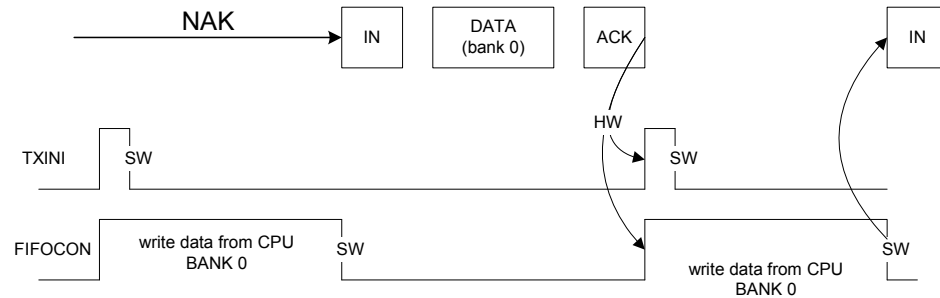 NAK
IN
DATA
(bank 0)
ACK
IN
HW
TXINI
SW
SW
FIFOCON
write data from CPU
BANK 0
SW
write data from CPU
BANK 0
SW